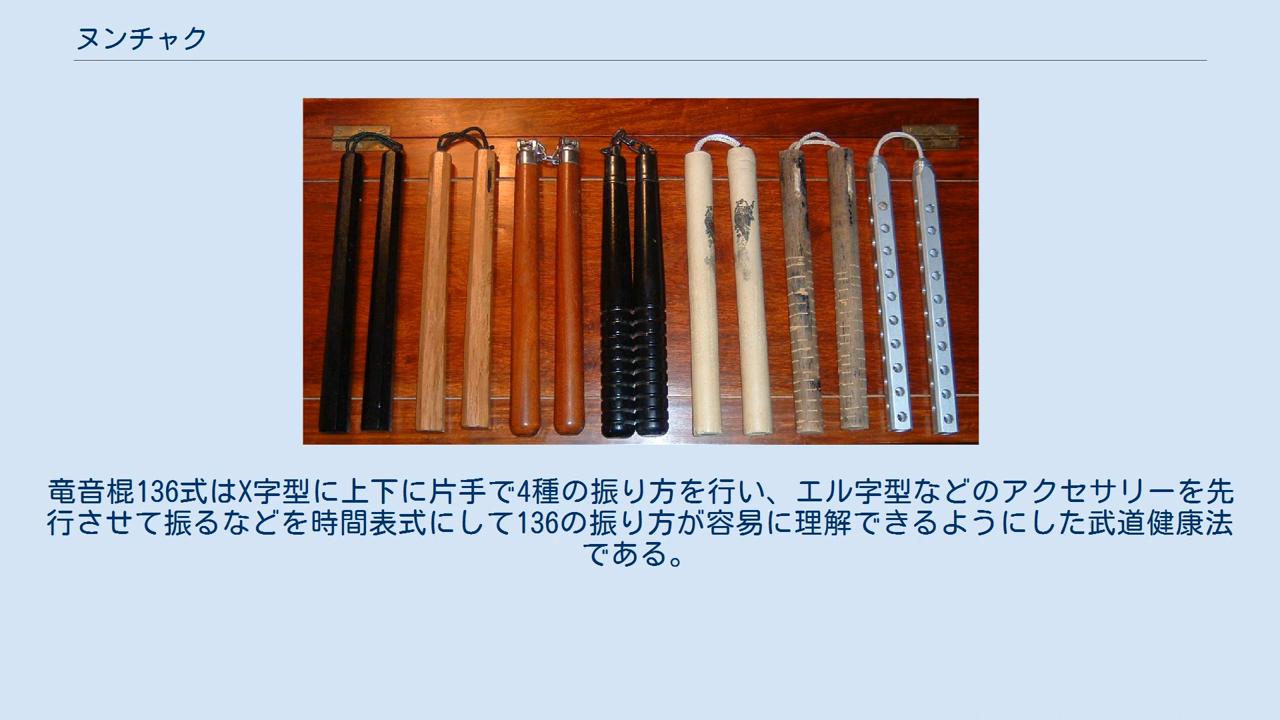 ヌンチャク
竜音棍136式はX字型に上下に片手で4種の振り方を行い、エル字型などのアクセサリーを先
行させて振るなどを時間表式にして136の振り方が容易に理解できるようにした武道健康法
である。